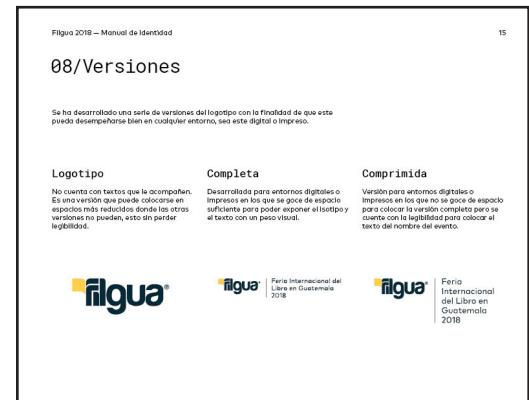 Filgua 2018 — Manual de Identidad
15
08/Versiones
Se ha desarrollado una serie de versiones del logotipo con la finalidad de que este
pueda desempeñarse bien en cualquier entorno, sea este digital o impreso.
Logotipo
No cuenta con textos que le acompañen.
Es una versión que puede colocarse en
espacios más reducidos donde las otras
versiones no pueden, esto sin perder
legibilidad.
Completa
Desarrollada para entornos digitales o
impresos en los que se goce de espacio
suficiente para poder exponer el isotipo y
el texto con un peso visual.
Comprimida
Versión para entornos digitales o
impresos en los que no se goce de espacio
para colocar la versión completa pero se
cuente con la legibilidad para colocar el
texto del nombre del evento.
filgua®
filgua®
Feria Internacional del
Libro en Guatemala
2018
filgua®
Feria
Internacional
del Libro en
Guatemala
2018